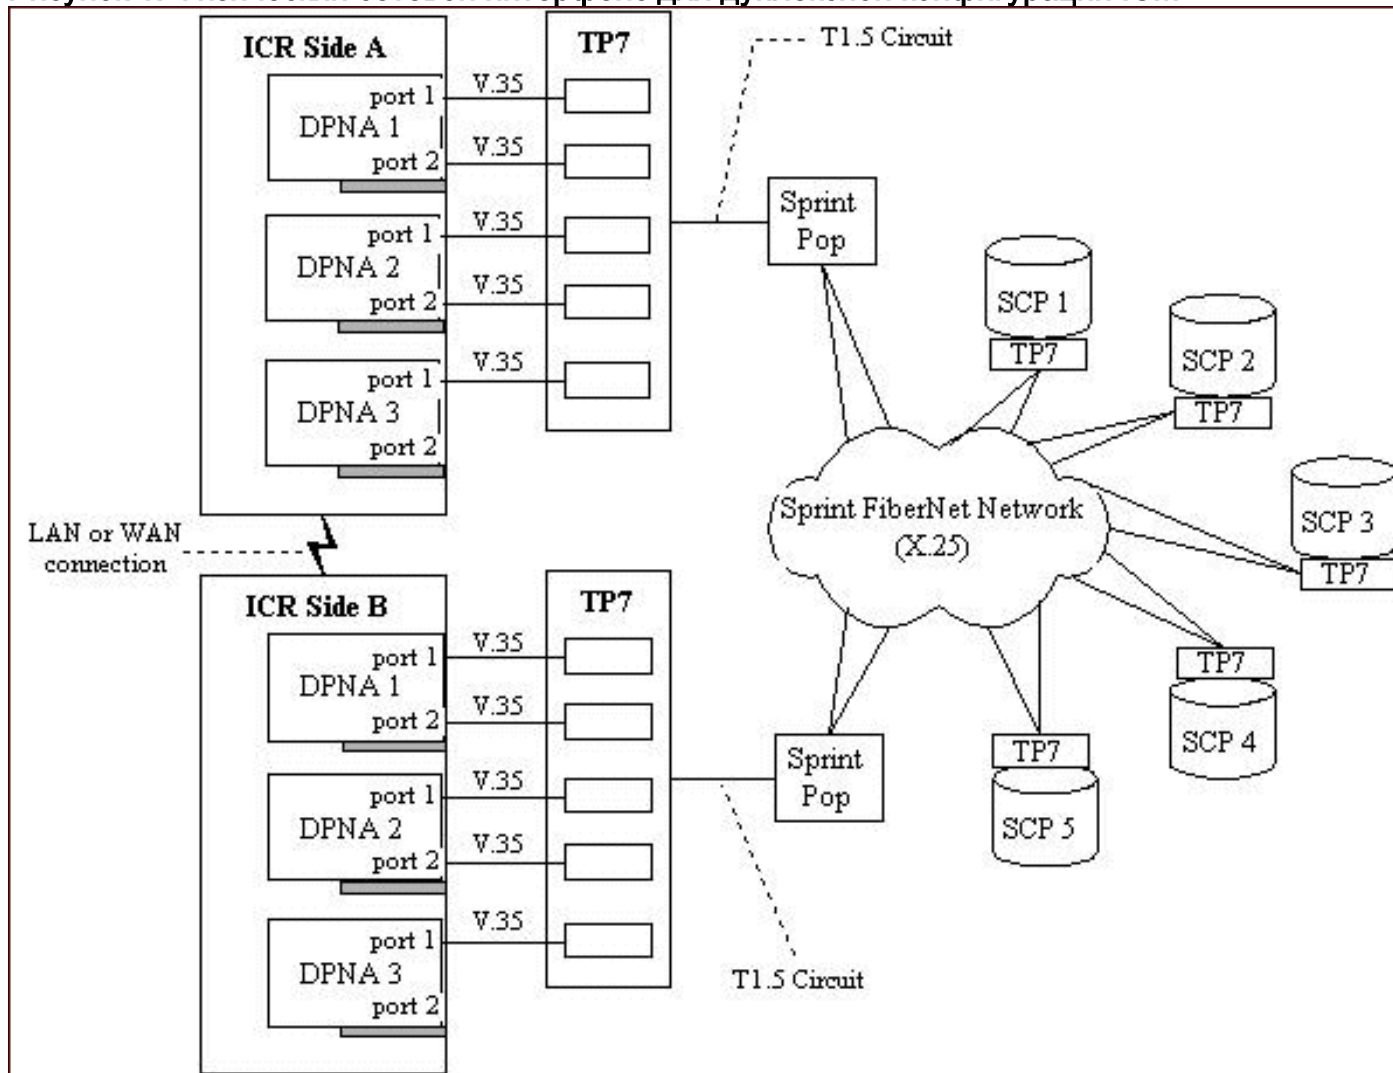 ICR Side A
port 1
DPNA 1
port 2
port 1
DPNA 2
port 2
port 1
DPNA 3
port 2
V.35
V.35
V.35
V.35
V.35
TP7
T1.5 Circuit
Sprint
Pop
SCP 1
TP7
SCP 2
TP7
SCP 3
TP7
Sprint FiberNet Network
(X.25)
TP7
SCP 4
TP7
SCP 5
LAN or WAN
connection
ICR Side B
port 1
DPNA 1
port 2
port 1
DPNA 2
port 2
port 1
DPNA 3
port 2
V.35
V.35
V.35
V.35
V.35
TP7
Sprint
Pop
T1.5 Circuit